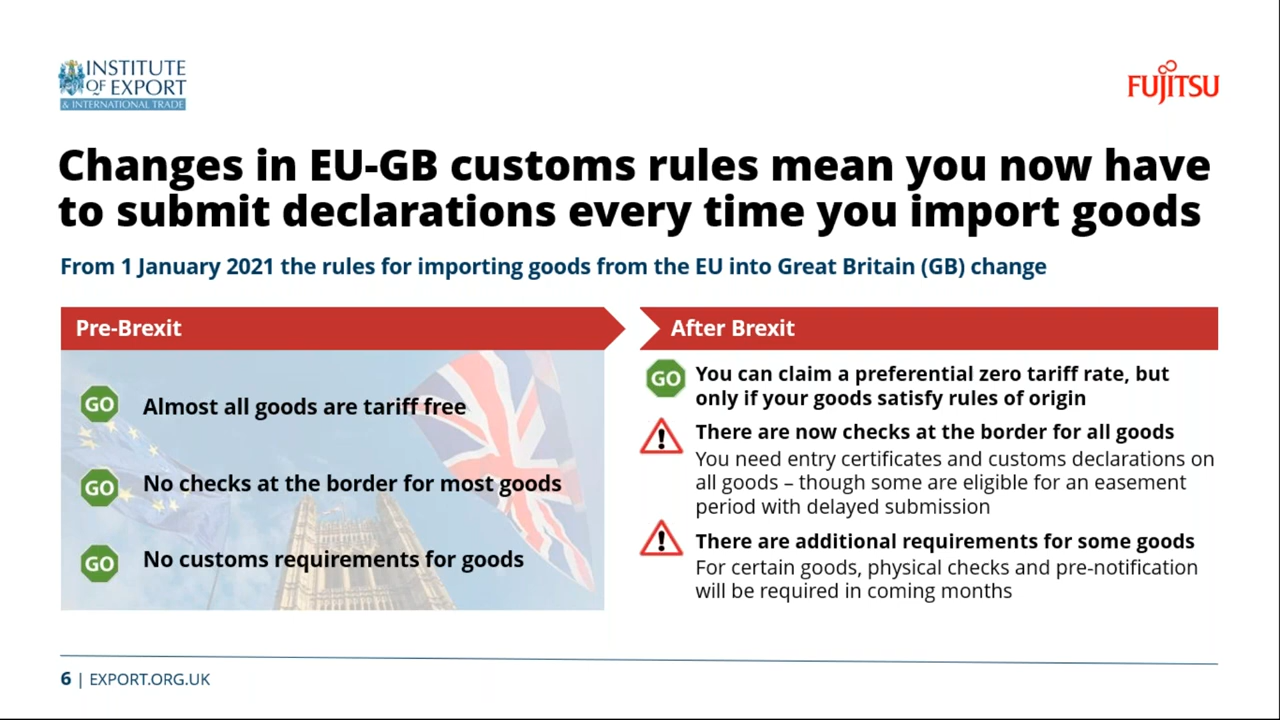 INSTITUTE
OF EXPORT
& INTERNATIONAL TRADE
FUJITSU
Changes in EU-GB customs rules mean you now have
to submit declarations every time you import goods
From 1 January 2021 the rules for importing goods from the EU into Great Britain (GB) change
Pre-Brexit
GO Almost all goods are tariff free
GO No checks at the border for most goods
GO No customs requirements for goods
After Brexit
GO You can claim a preferential zero tariff rate, but
only if your goods satisfy rules of origin
! There are now checks at the border for all goods
You need entry certificates and customs declarations on
all goods – though some are eligible for an easement
period with delayed submission
! There are additional requirements for some goods
For certain goods, physical checks and pre-notification
will be required in coming months
6 | EXPORT.ORG.UK